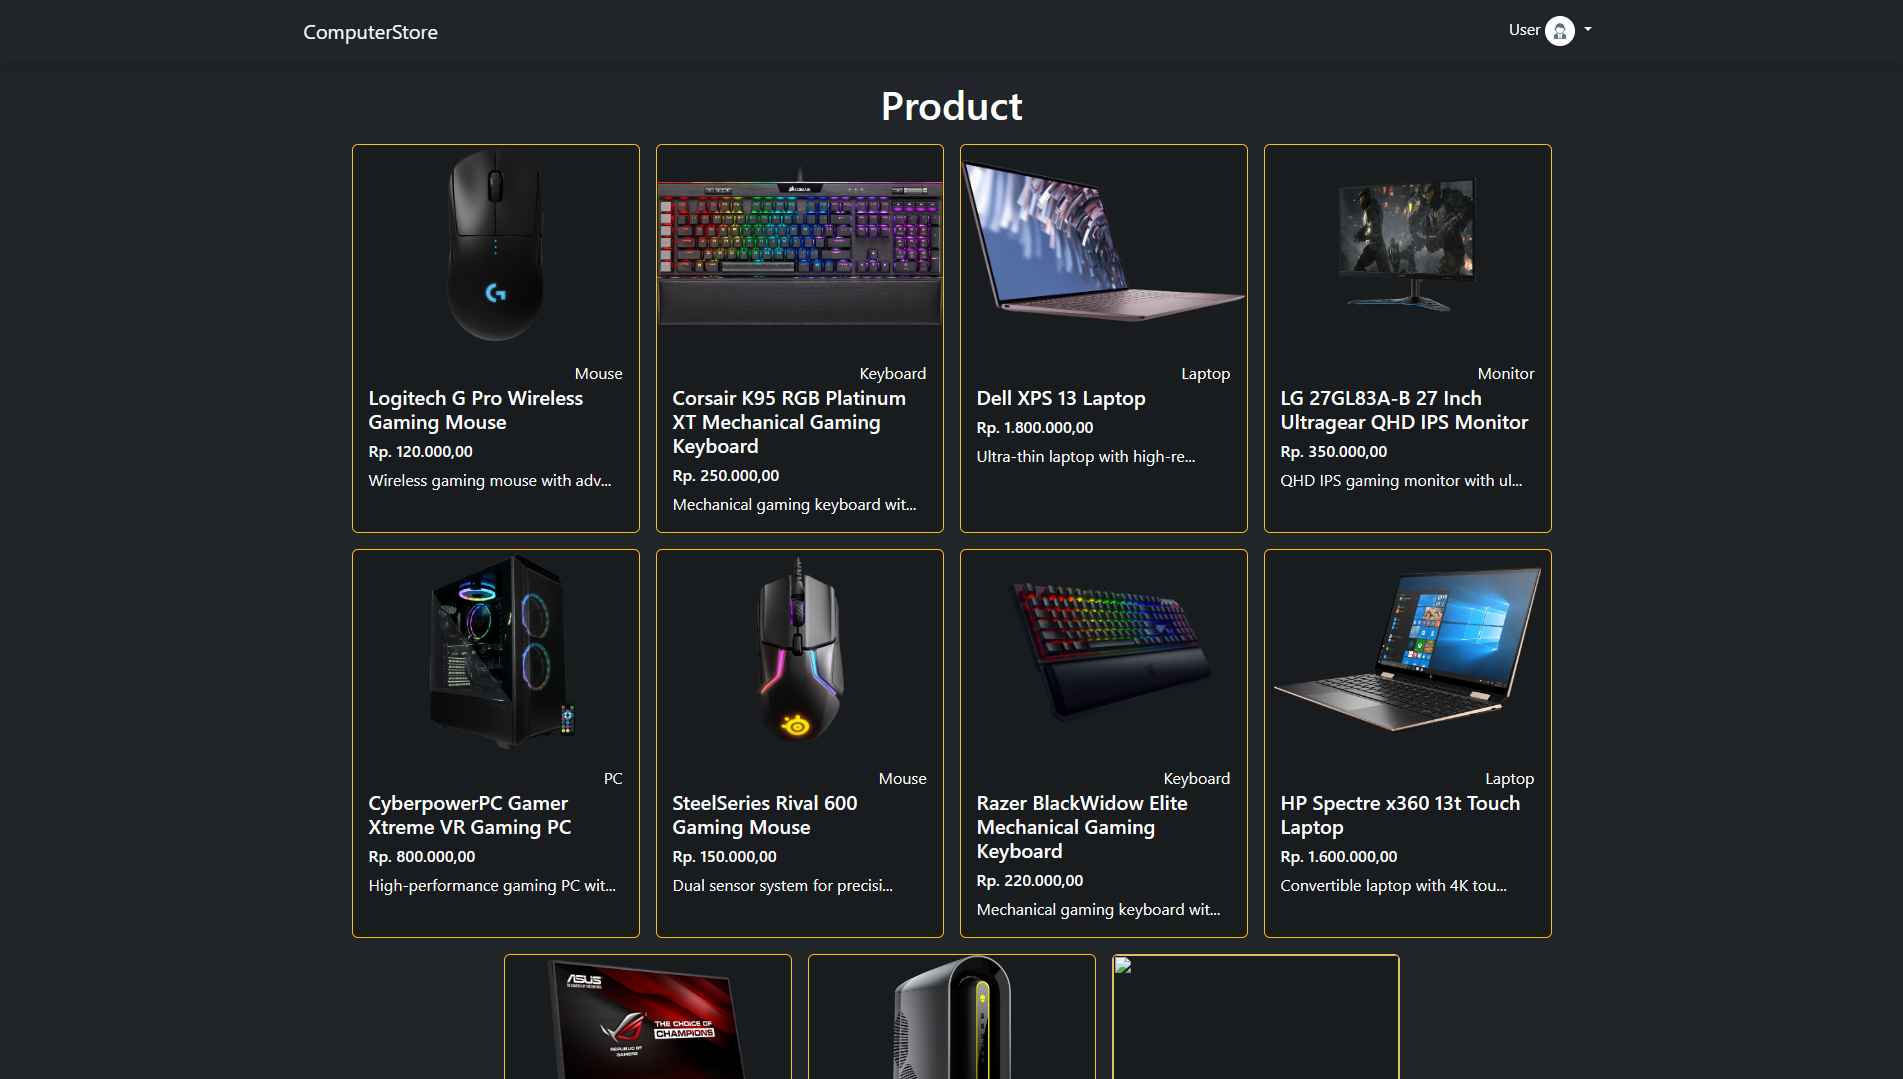 ComputerStore
User
Product
Mouse
Logitech G Pro Wireless
Gaming Mouse
Rp. 120.000,00
Wireless gaming mouse with adv...
CORSAIR
Keyboard
Corsair K95 RGB Platinum
XT Mechanical Gaming
Keyboard
Rp. 250.000,00
Mechanical gaming keyboard wit...
Laptop
Dell XPS 13 Laptop
Rp. 1.800.000,00
Ultra-thin laptop with high-re...
Monitor
LG 27GL83A-B 27 Inch
Ultragear QHD IPS Monitor
Rp. 350.000,00
QHD IPS gaming monitor with ul...
PC
CyberpowerPC Gamer
Xtreme VR Gaming PC
Rp. 800.000,00
High-performance gaming PC wit...
Mouse
SteelSeries Rival 600
Gaming Mouse
Rp. 150.000,00
Dual sensor system for precisi...
Keyboard
Razer BlackWidow Elite
Mechanical Gaming
Keyboard
Rp. 220.000,00
Mechanical gaming keyboard wit...
Laptop
HP Spectre x360 13t Touch
Laptop
Rp. 1.600.000,00
Convertible laptop with 4K tou...
ASUS
THE CHOICE OF
CHAMPIONS
REPUBLIC OF
GAMERS